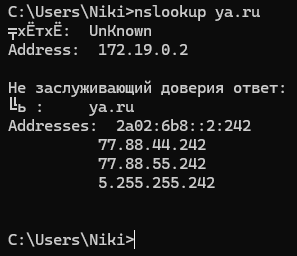 C:\Users\Niki>nslookup ya.ru
╤хЁтхЁ:  UnKnown
Address:  172.19.0.2
Не заслуживающий доверия ответ:
╚ь :     ya.ru
Addresses:  2a02:6b8::2:242
77.88.44.242
77.88.55.242
5.255.255.242
C:\Users\Niki>